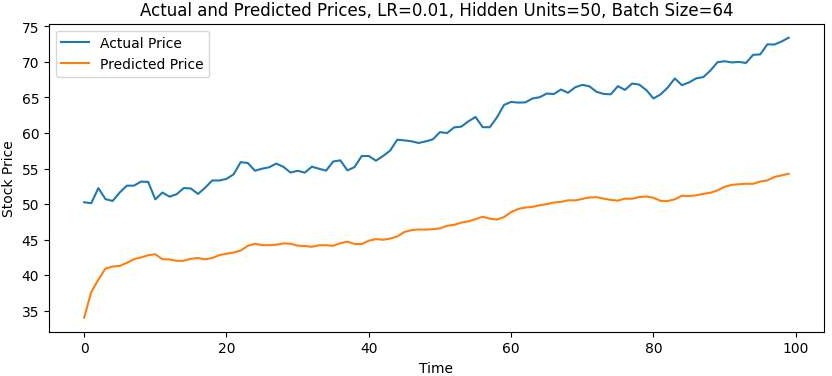 Actual and Predicted Prices, LR=0.01, Hidden Units=50, Batch Size=64
Actual Price
Predicted Price
Stock Price
75
70
65
60
55
50
45
40
35
0 20 40 60 80 100
Time